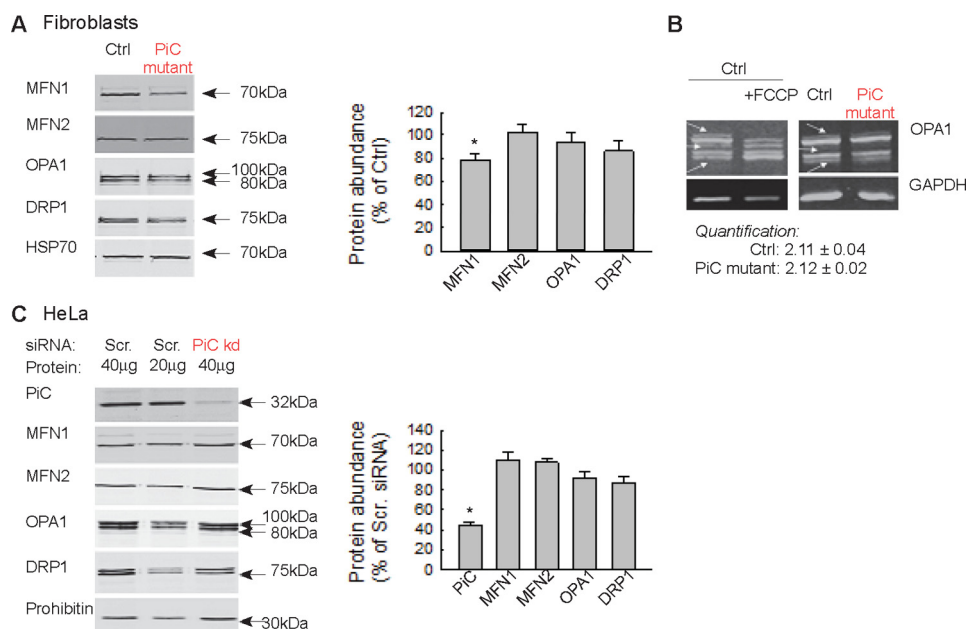 A Fibroblasts
Ctrl PiC mutant
MFN1 70kDa
MFN2 75kDa
OPA1 100kDa
80kDa
DRP1 75kDa
HSP70 70kDa
Protein abundance
(% of Ctrl)
120
100
80
60
40
20
0
*
MFN1 MFN2 OPA1 DRP1
B
Ctrl
+FCCP Ctrl PiC mutant
OPA1
GAPDH
Quantification:
Ctrl: 2.11 ± 0.04
PiC mutant: 2.12 ± 0.02
C HeLa
siRNA: Scr. Scr. PiC kd
Protein: 40µg 20µg 40µg
PiC 32kDa
MFN1 70kDa
MFN2 75kDa
OPA1 100kDa
80kDa
DRP1 75kDa
Prohibitin 30kDa
Protein abundance
(% of Scr. siRNA)
140
120
100
80
60
40
20
0
*
PiC MFN1 MFN2 OPA1 DRP1